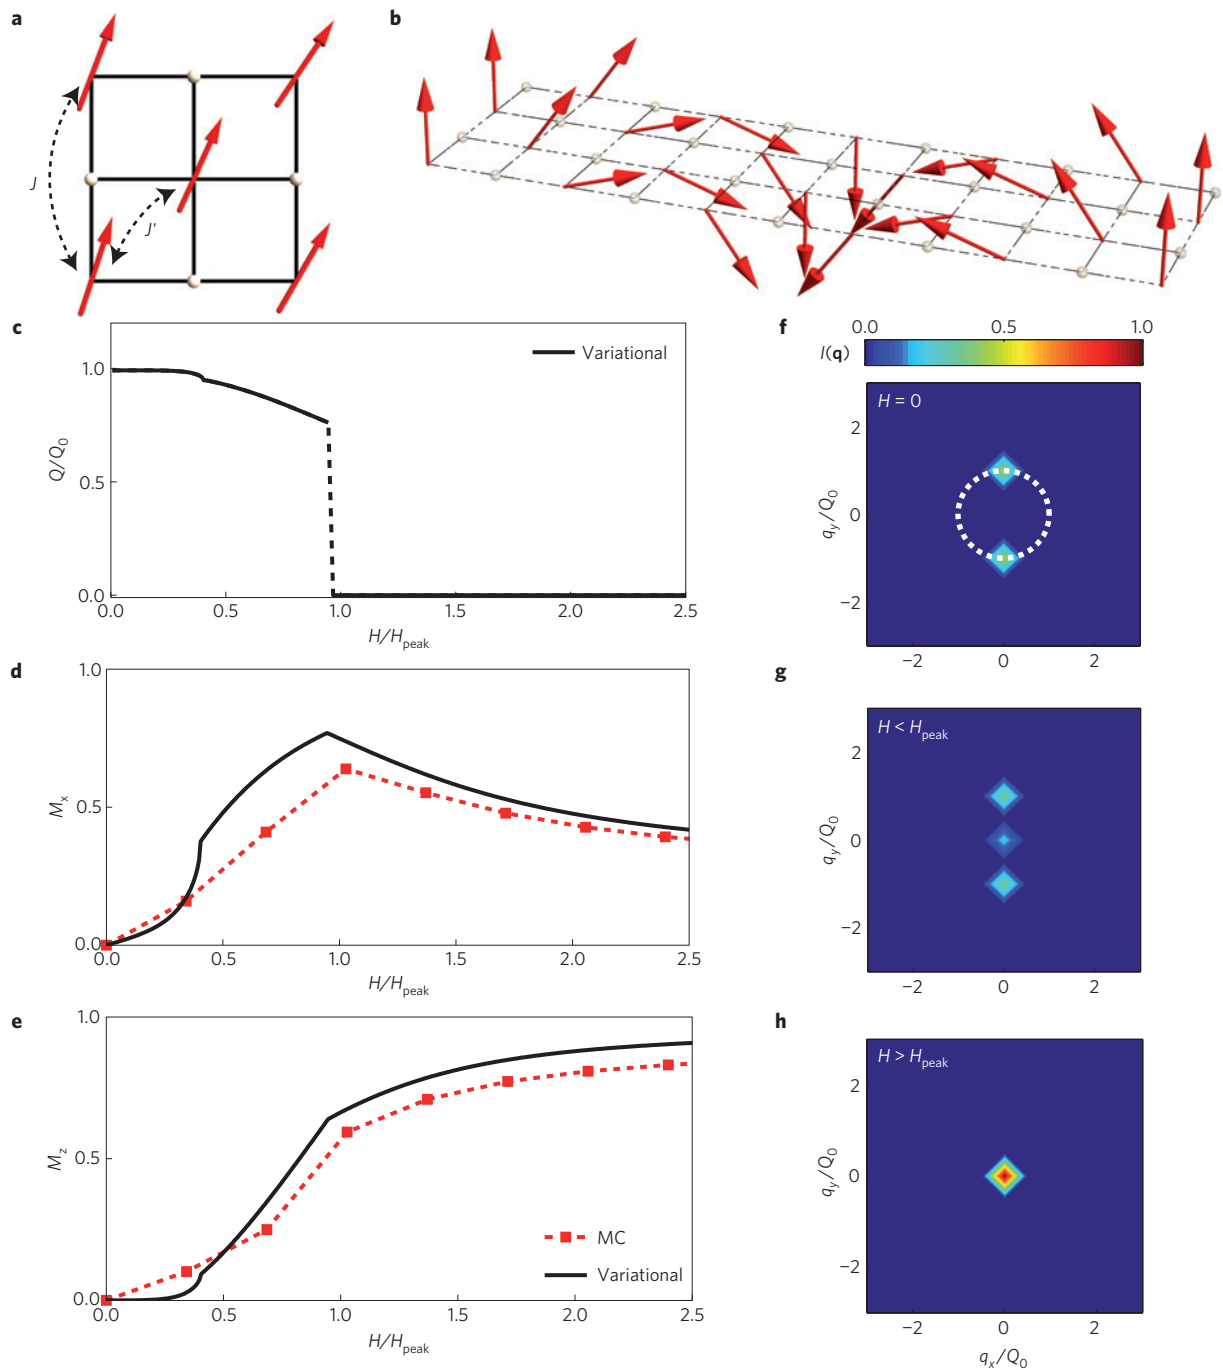 a
b
J
J'
c
Variational
1.0
0.5
0.0
Q/Q0
0.0 0.5 1.0 1.5 2.0 2.5
H/Hpeak
d
1.0
0.5
0.0
Mx
0.0 0.5 1.0 1.5 2.0 2.5
H/Hpeak
e
1.0
0.5
0.0
Mz
MC
Variational
0.0 0.5 1.0 1.5 2.0 2.5
H/Hpeak
f
0.0 0.5 1.0
I(q)
H = 0
2
0
−2
qy/Q0
−2 0 2
g
H < Hpeak
2
0
−2
qy/Q0
−2 0 2
h
H > Hpeak
2
0
−2
qy/Q0
−2 0 2
qx/Q0